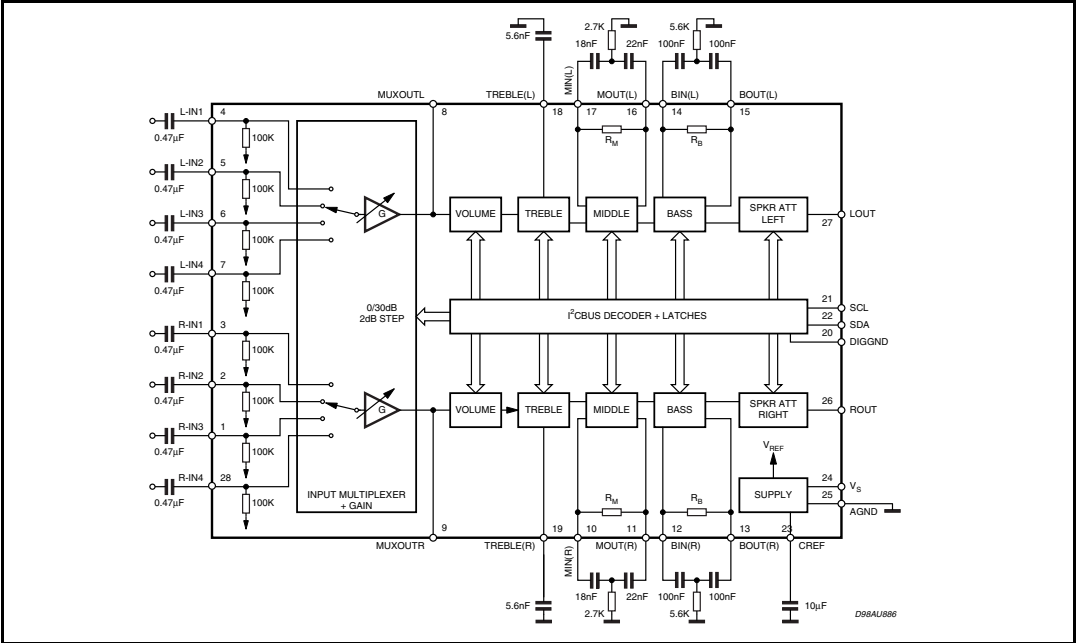 5.6nF
2.7K
18nF 22nF
5.6K
100nF 100nF
MUXOUTL
TREBLE(L)
MIN(L)
MOUT(L)
BIN(L)
BOUT(L)
8
18
17
16
14
15
L-IN1
4
0.47µF
100K
L-IN2
5
0.47µF
100K
L-IN3
6
0.47µF
100K
L-IN4
7
0.47µF
100K
R-IN1
3
0.47µF
100K
R-IN2
2
0.47µF
100K
R-IN3
1
0.47µF
100K
R-IN4
28
0.47µF
100K
G
G
0/30dB
2dB STEP
INPUT MULTIPLEXER
+ GAIN
RM
RB
VOLUME
TREBLE
MIDDLE
BASS
SPKR ATT
LEFT
27
LOUT
I2CBUS DECODER + LATCHES
21
SCL
22
SDA
20
DIGGND
VOLUME
TREBLE
MIDDLE
BASS
SPKR ATT
RIGHT
26
ROUT
VREF
SUPPLY
24
VS
25
AGND
RM
RB
9
19
10
11
12
13
23
MUXOUTR
TREBLE(R)
MIN(R)
MOUT(R)
BIN(R)
BOUT(R)
CREF
5.6nF
18nF 22nF
2.7K
100nF 100nF
5.6K
10µF
D98AU886